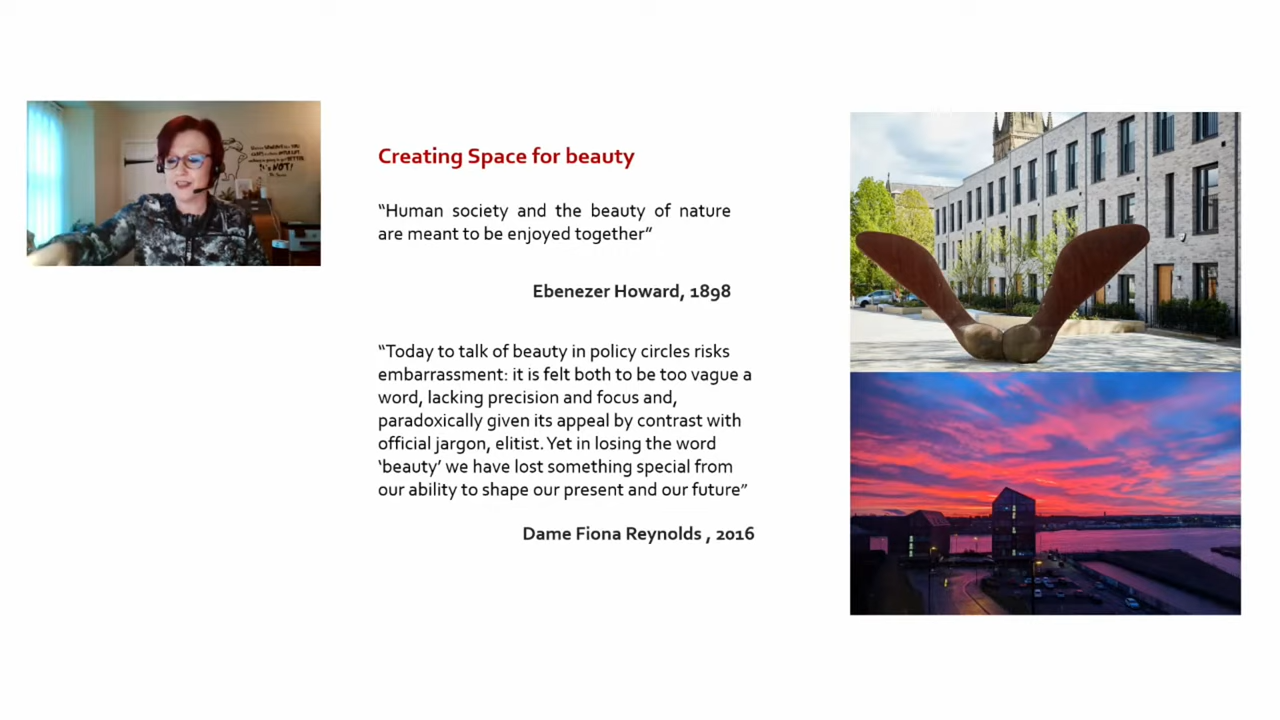 Creating Space for beauty
“Human society and the beauty of nature
are meant to be enjoyed together”
Ebenezer Howard, 1898
“Today to talk of beauty in policy circles risks
embarrassment: it is felt both to be too vague a
word, lacking precision and focus and,
paradoxically given its appeal by contrast with
official jargon, elitist. Yet in losing the word
‘beauty’ we have lost something special from
our ability to shape our present and our future”
Dame Fiona Reynolds , 2016
it's NOT!